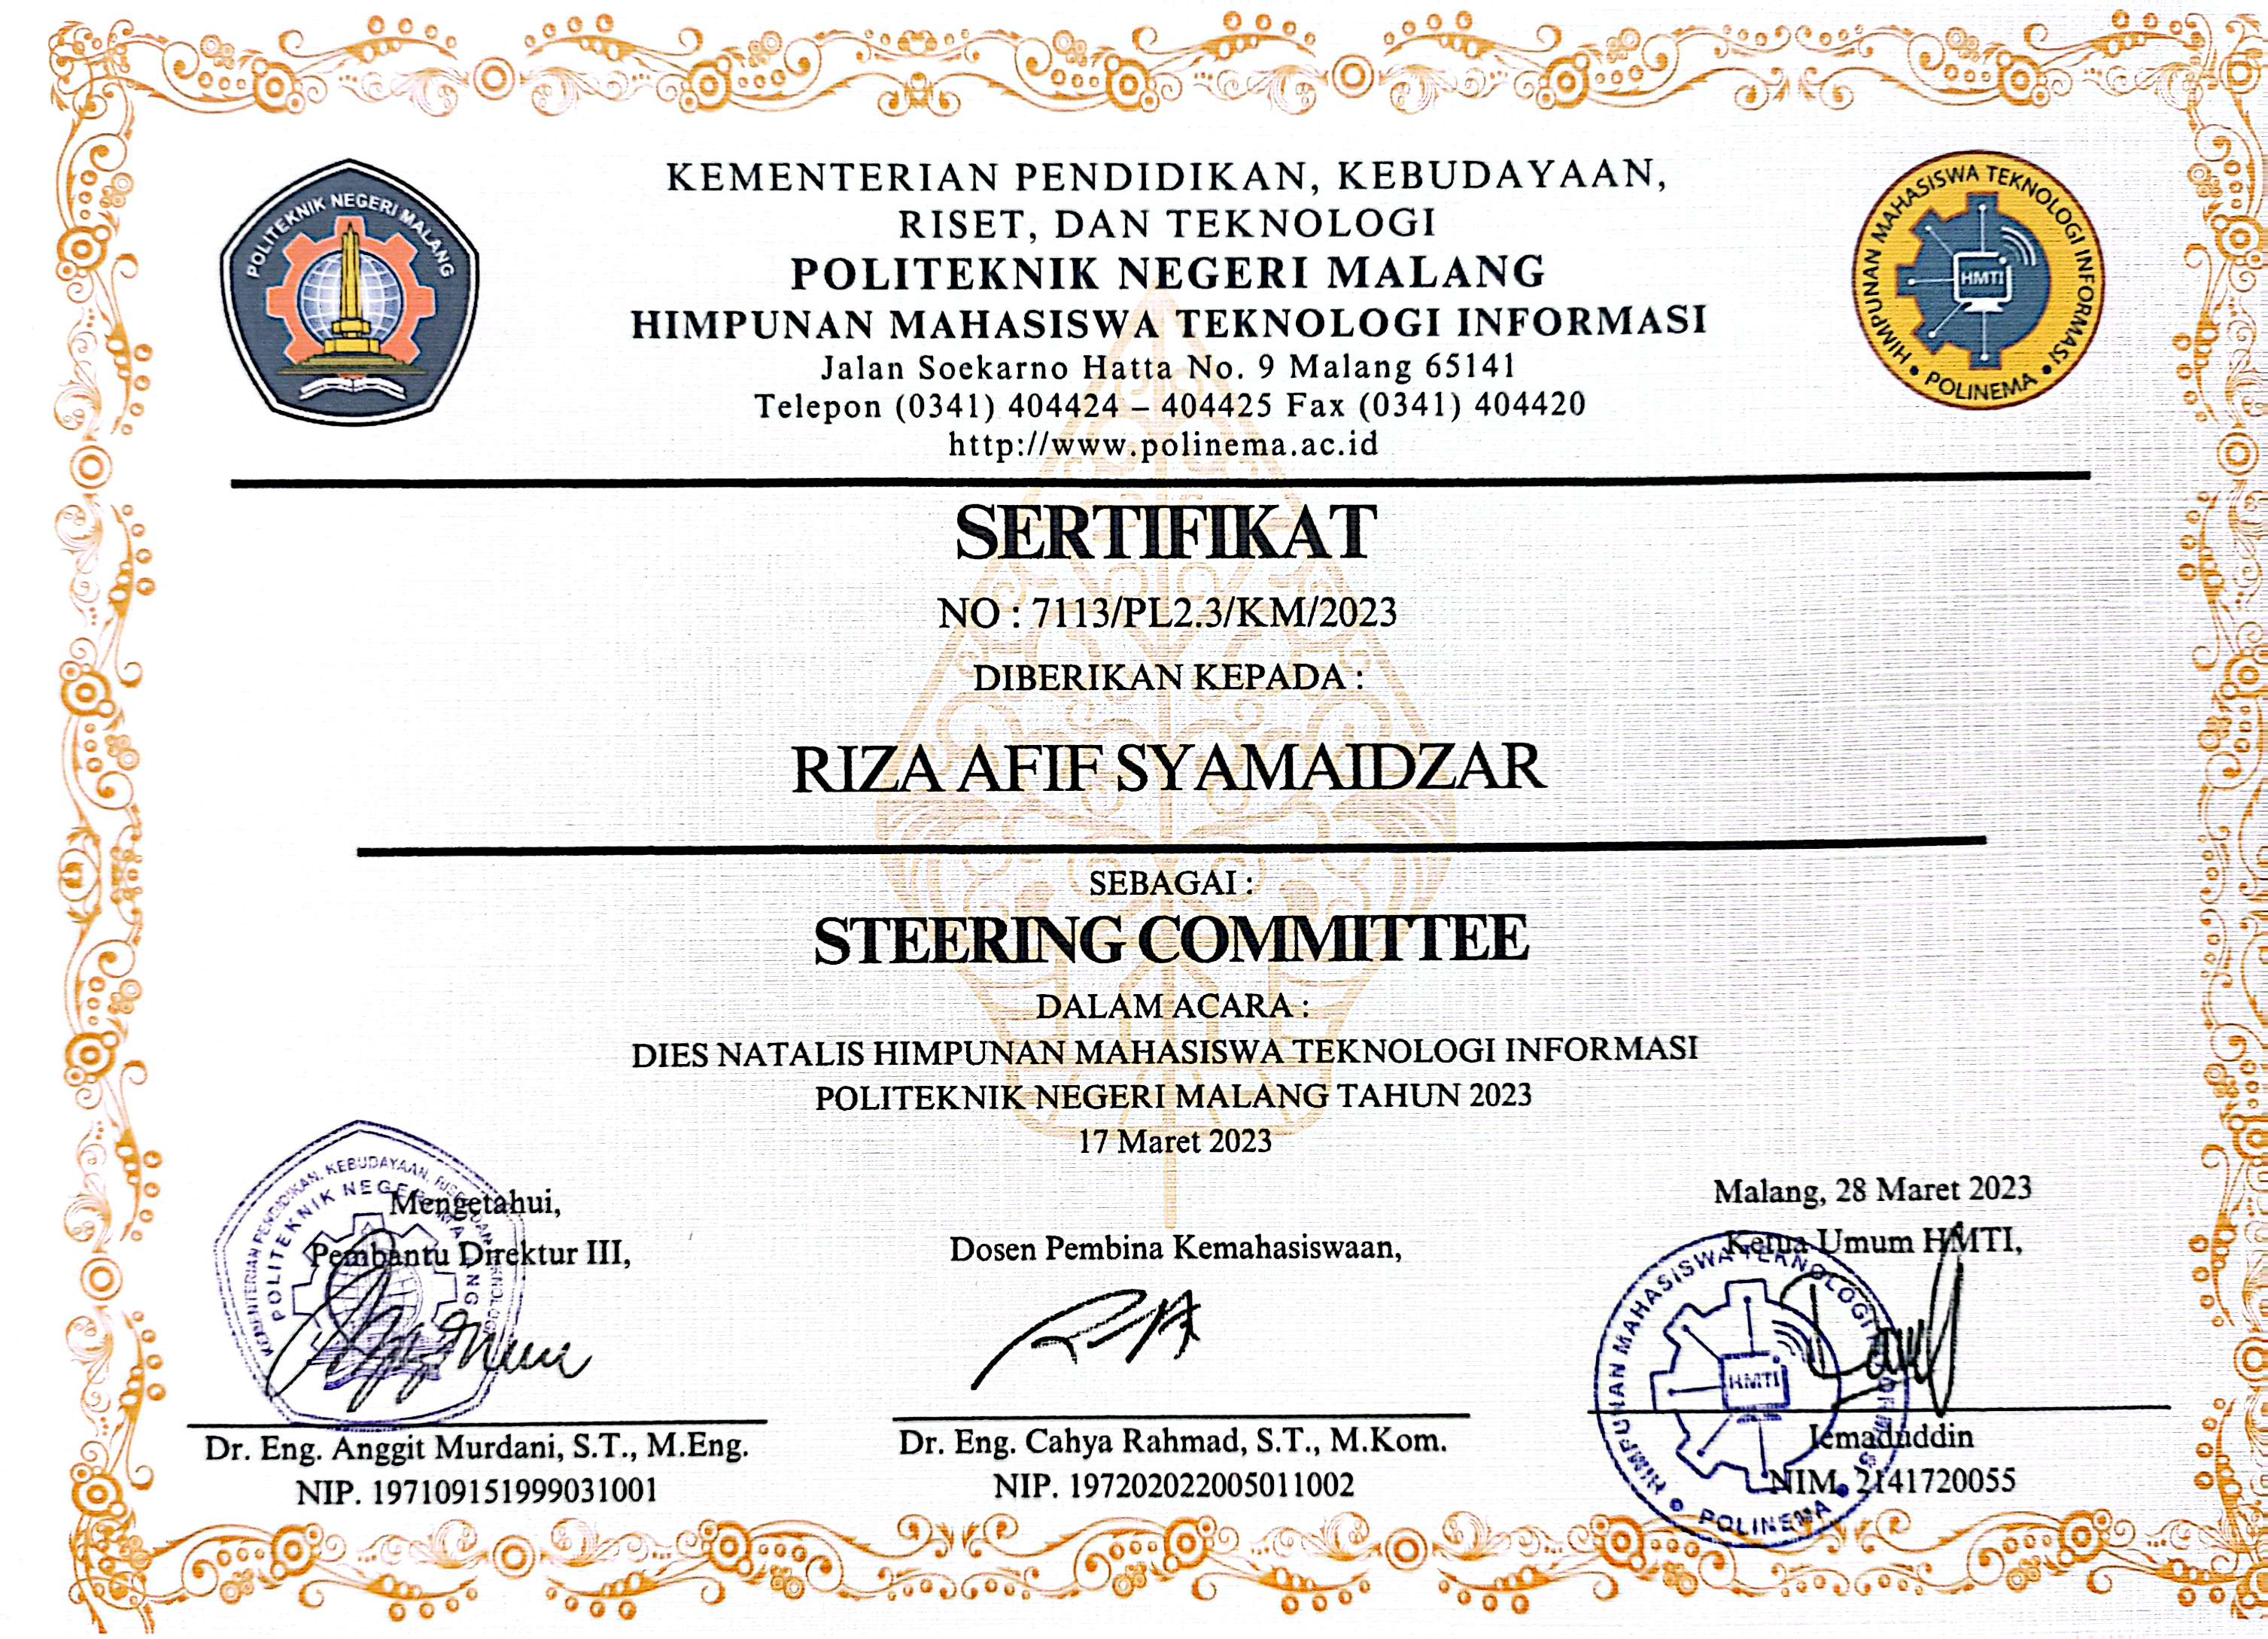 POLITEKNIK NEGERI MALANG
KEMENTERIAN PENDIDIKAN, KEBUDAYAAN,
RISET, DAN TEKNOLOGI
POLITEKNIK NEGERI MALANG
HIMPUNAN MAHASISWA TEKNOLOGI INFORMASI
Jalan Soekarno Hatta No. 9 Malang 65141
Telepon (0341) 404424 – 404425 Fax (0341) 404420
http://www.polinema.ac.id
HIMPUNAN MAHASISWA TEKNOLOGI INFORMASI
HMTI
POLINEMA
SERTIFIKAT
NO : 7113/PL2.3/KM/2023
DIBERIKAN KEPADA :
RIZA AFIF SYAMAIDZAR
SEBAGAI :
STEERING COMMITTEE
DALAM ACARA :
DIES NATALIS HIMPUNAN MAHASISWA TEKNOLOGI INFORMASI
POLITEKNIK NEGERI MALANG TAHUN 2023
17 Maret 2023
Mengetahui,
Pembantu Direktur III,
KEMENTERIAN PENDIDIKAN, KEBUDAYAAN, RISET, DAN TEKNOLOGI
POLITEKNIK NEGERI MALANG
Dr. Eng. Anggit Murdani, S.T., M.Eng.
NIP. 197109151999031001
Dosen Pembina Kemahasiswaan,
Dr. Eng. Cahya Rahmad, S.T., M.Kom.
NIP. 197202022005011002
Malang, 28 Maret 2023
Ketua Umum HMTI,
HIMPUNAN MAHASISWA TEKNOLOGI INFORMASI
HMTI
POLINEMA
Iemaduddin
NIM. 2141720055